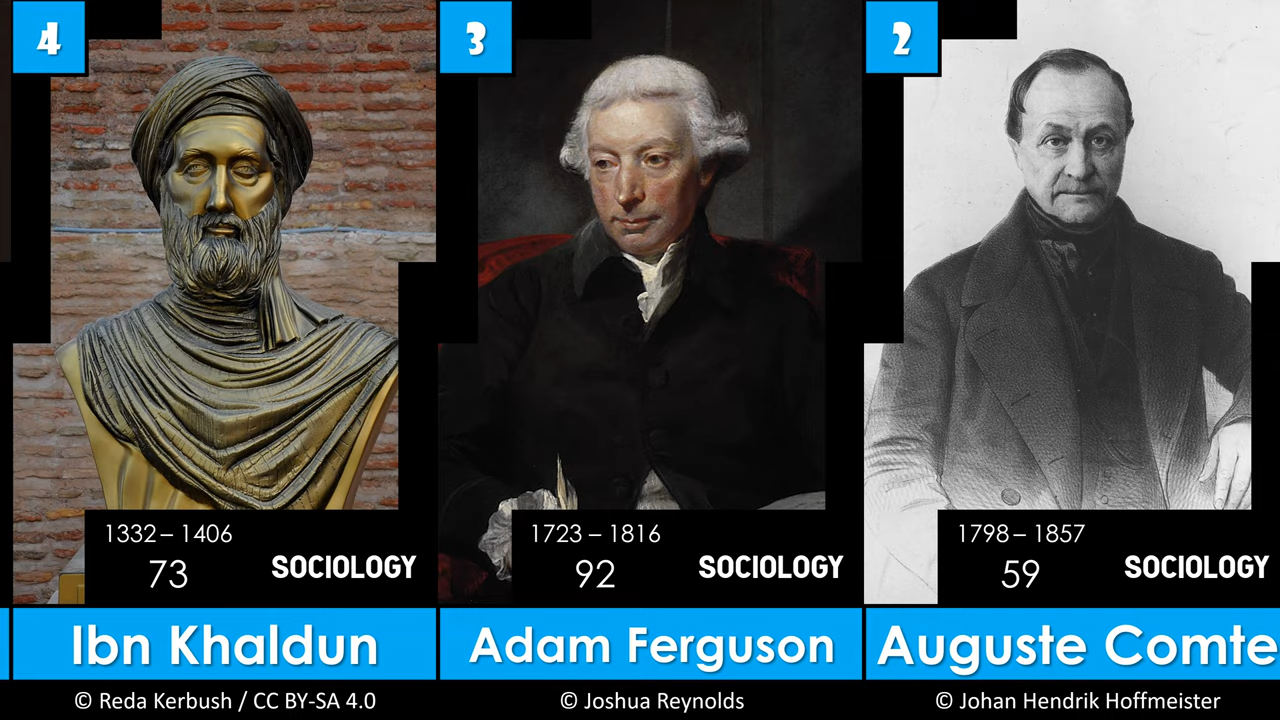 4
1332 – 1406
73
SOCIOLOGY
Ibn Khaldun
© Reda Kerbush / CC BY-SA 4.0
3
1723 – 1816
92
SOCIOLOGY
Adam Ferguson
© Joshua Reynolds
2
1798 – 1857
59
SOCIOLOGY
Auguste Comte
© Johan Hendrik Hoffmeister